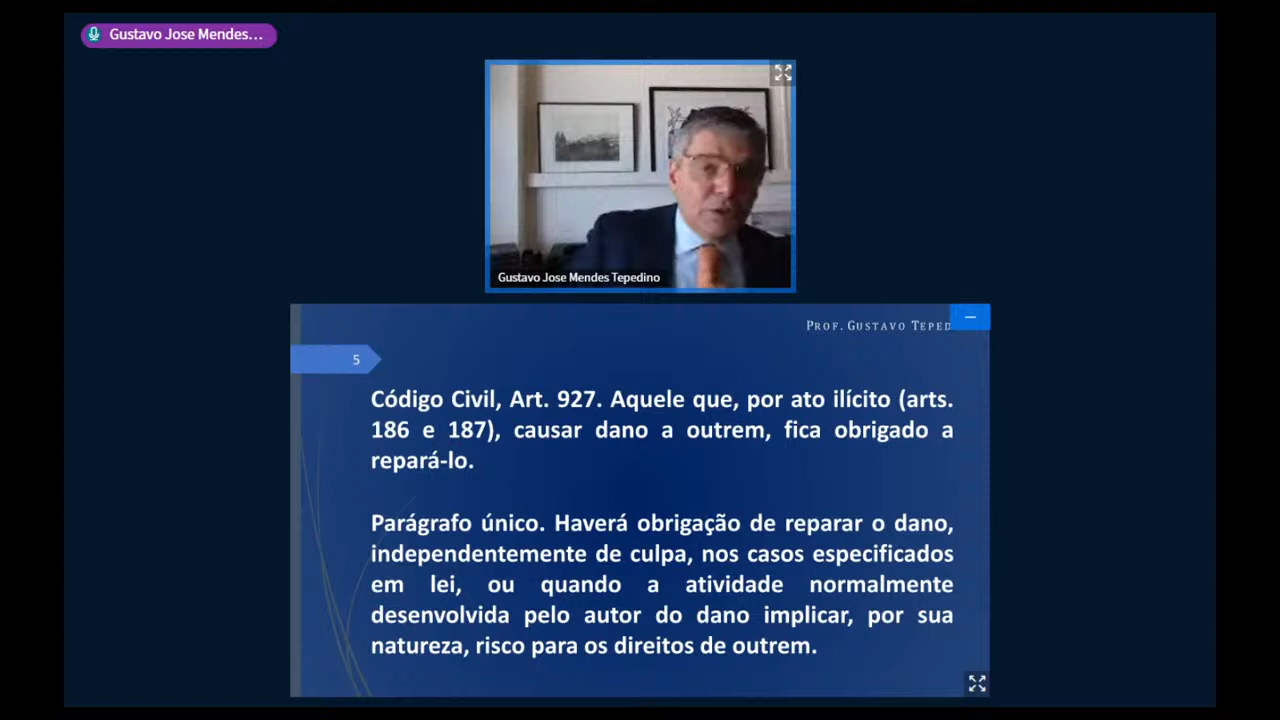 Gustavo Jose Mendes...
Gustavo Jose Mendes Tepedino
PROF. GUSTAVO TEPED
5
Código Civil, Art. 927. Aquele que, por ato ilícito (arts.
186 e 187), causar dano a outrem, fica obrigado a
repará-lo.
Parágrafo único. Haverá obrigação de reparar o dano,
independentemente de culpa, nos casos especificados
em lei, ou quando a atividade normalmente
desenvolvida pelo autor do dano implicar, por sua
natureza, risco para os direitos de outrem.